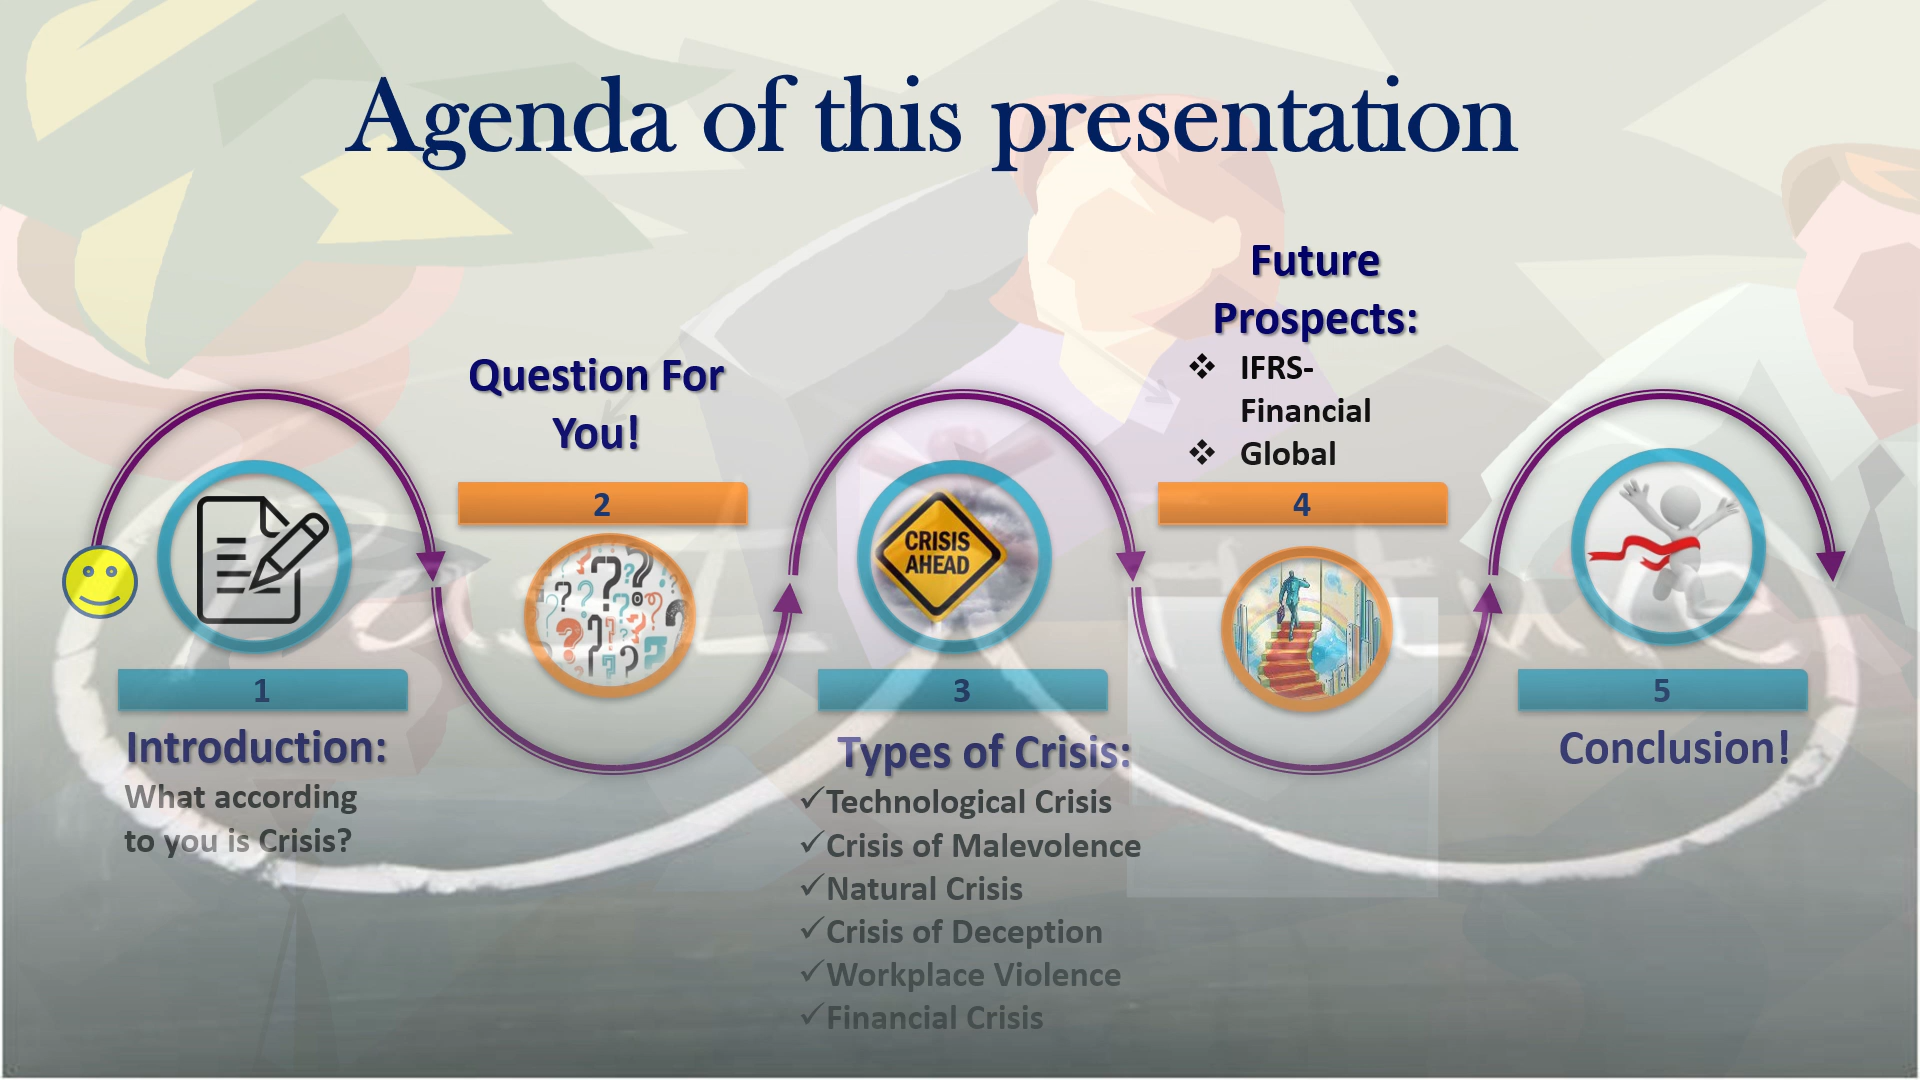 Agenda of this presentation
1
Introduction:
What according
to you is Crisis?
Question For
You!
2
CRISIS
AHEAD
3
Types of Crisis:
✓Technological Crisis
✓Crisis of Malevolence
✓Natural Crisis
✓Crisis of Deception
✓Workplace Violence
✓Financial Crisis
Future
Prospects:
❖ IFRS-
Financial
❖ Global
4
5
Conclusion!